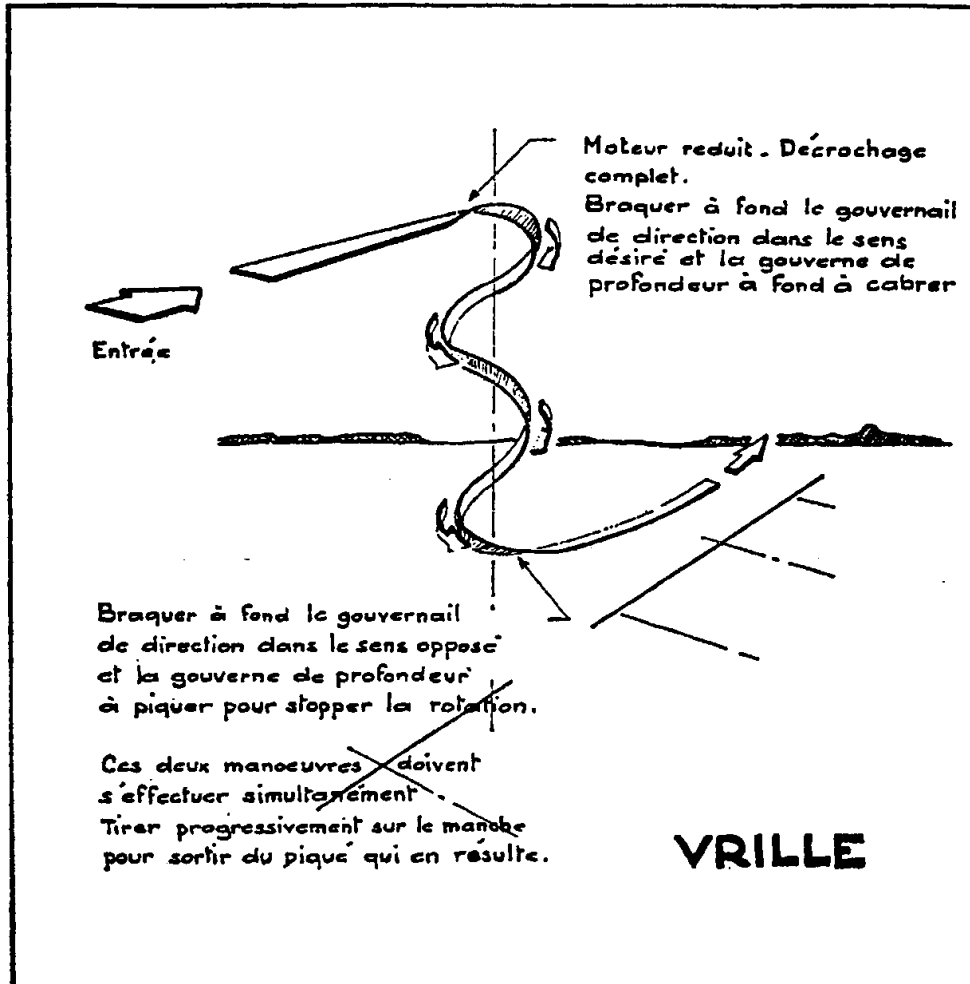 Moteur reduit. Décrochage
complet.
Braquer à fond le gouvernail
de direction dans le sens
désiré et la gouverne de
profondeur à fond à cabrer
Entrée
Braquer à fond le gouvernail
de direction dans le sens opposé
et la gouverne de profondeur
à piquer pour stopper la rotation.
Ces deux manoeuvres doivent
s'effectuer simultanément
Tirer progressivement sur le manche
pour sortir du piqué qui en résulte.
VRILLE